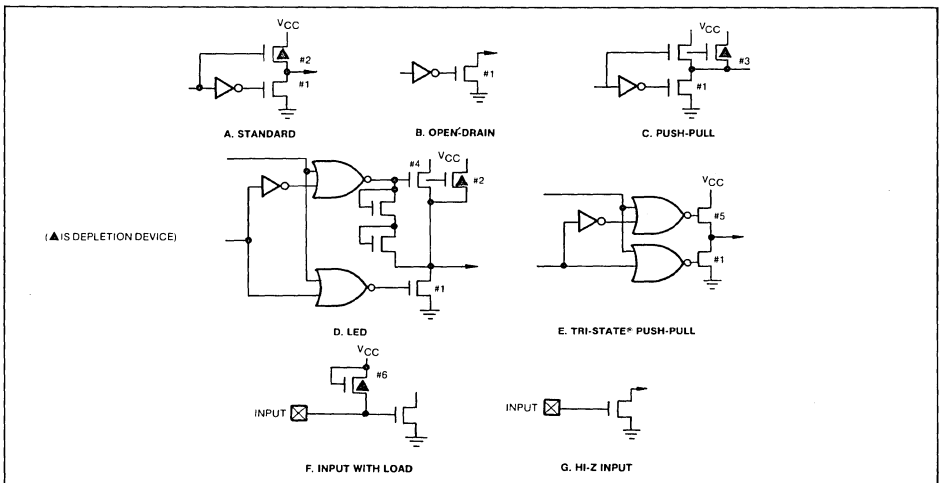 VCC
#2
#1
A. STANDARD
#1
B. OPEN-DRAIN
VCC
#3
#1
C. PUSH-PULL
(▲ IS DEPLETION DEVICE)
#4
VCC
#2
#1
D. LED
VCC
#5
#1
E. TRI-STATE® PUSH-PULL
VCC
#6
INPUT
F. INPUT WITH LOAD
INPUT
G. HI-Z INPUT